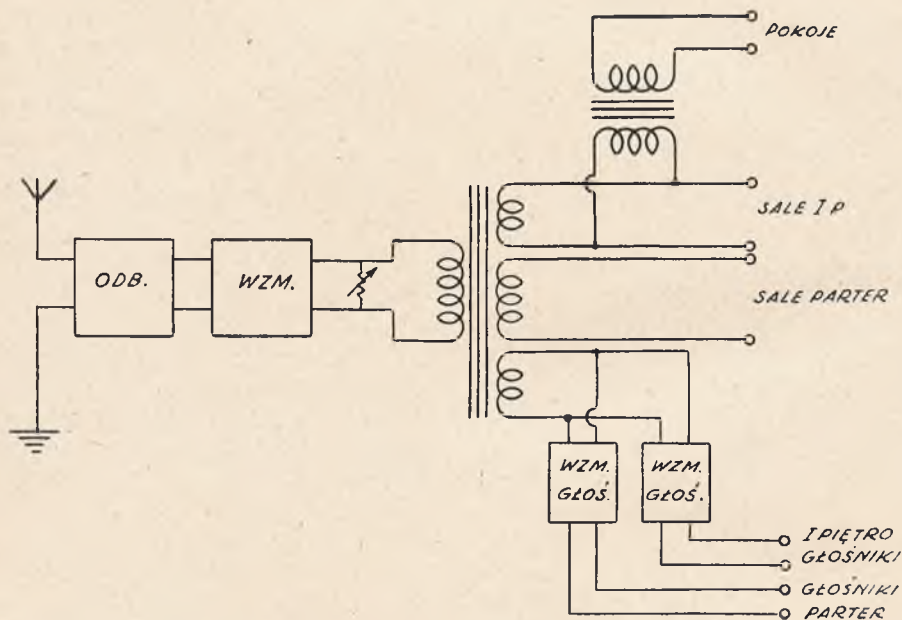 POKOJE
SALE I P
ODB.
WZM.
SALE PARTER
WZM.
GŁOŚ.
WZM.
GŁOŚ.
I PIĘTRO
GŁOŚNIKI
GŁOŚNIKI
PARTER